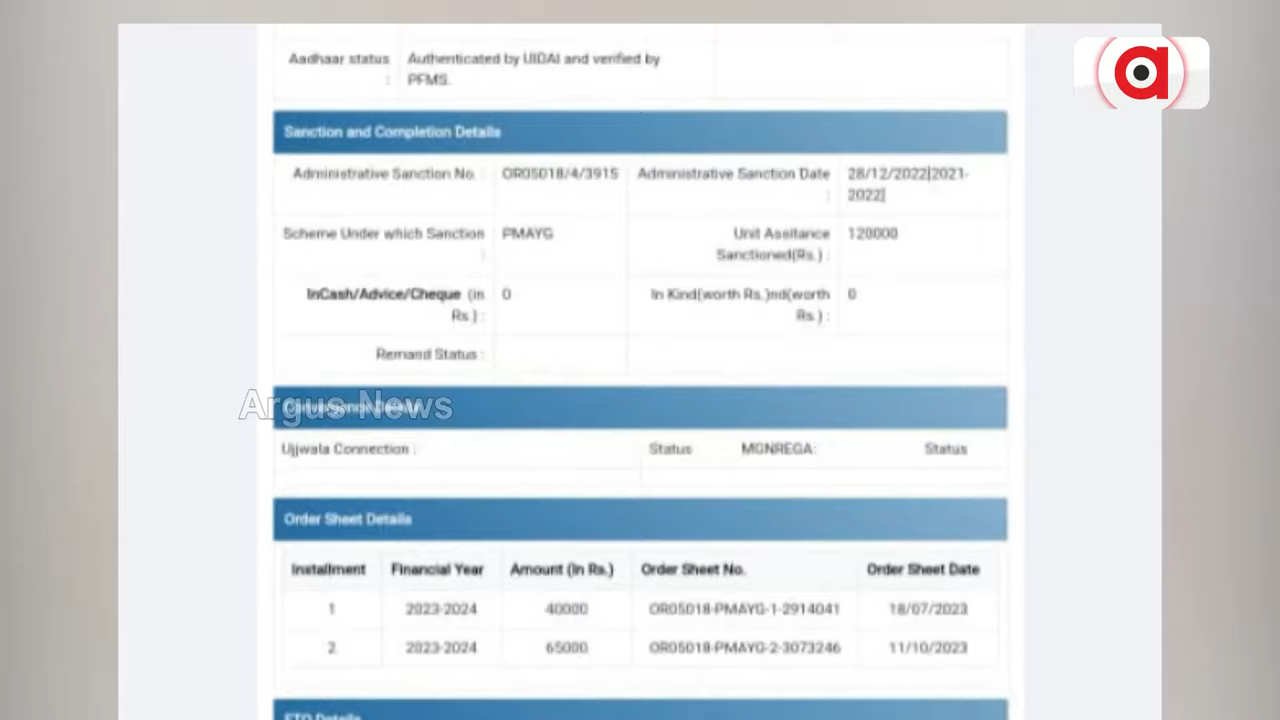 Aadhaar status : Authenticated by UIDAI and verified by
PFMS.
Sanction and Completion Details
Administrative Sanction No. : OR05018/4/3915 Administrative Sanction Date : 28/12/2022[2021-
2022]
Scheme Under which Sanction : PMAYG Unit Assitance
Sanctioned(Rs.) : 120000
InCash/Advice/Cheque (in
Rs.) : 0 In Kind(worth Rs.)nd(worth
Rs.) : 0
Remand Status :
Convergence Details
Argus News
Ujjwala Connection : Status MGNREGA: Status
Order Sheet Details
Installment Financial Year Amount (In Rs.) Order Sheet No. Order Sheet Date
1 2023-2024 40000 OR05018-PMAYG-1-2914041 18/07/2023
2 2023-2024 65000 OR05018-PMAYG-2-3073246 11/10/2023
FTO Details